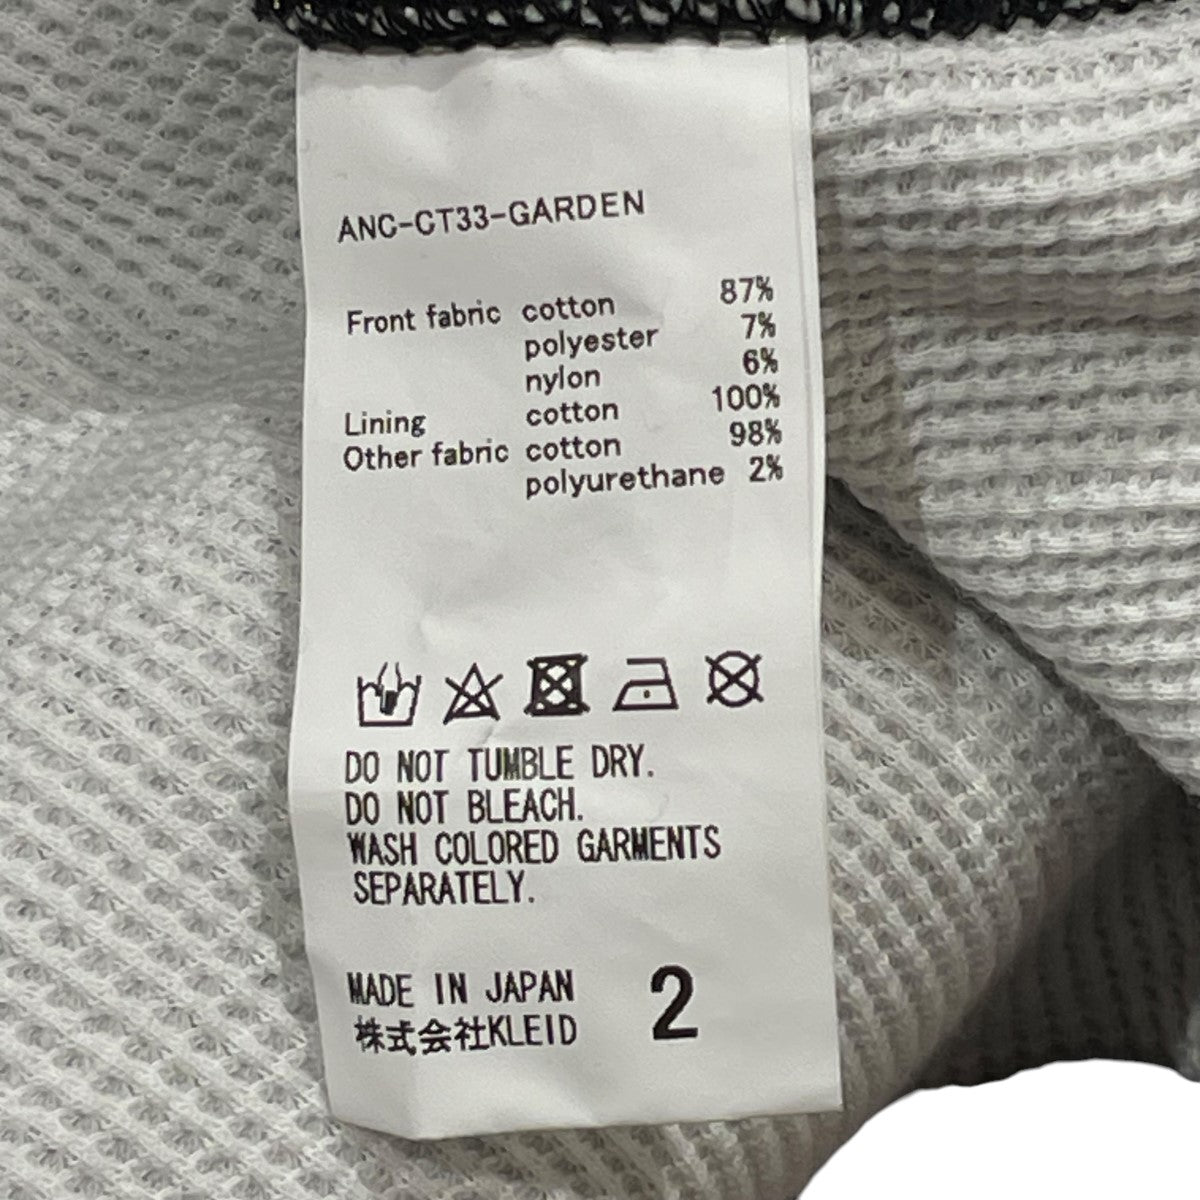 ANC-CT33-GARDEN
Front fabric cotton 87%
polyester 7%
nylon 6%
Lining cotton 100%
Other fabric cotton 98%
polyurethane 2%
DO NOT TUMBLE DRY.
DO NOT BLEACH.
WASH COLORED GARMENTS
SEPARATELY.
MADE IN JAPAN 2
株式会社KLEID